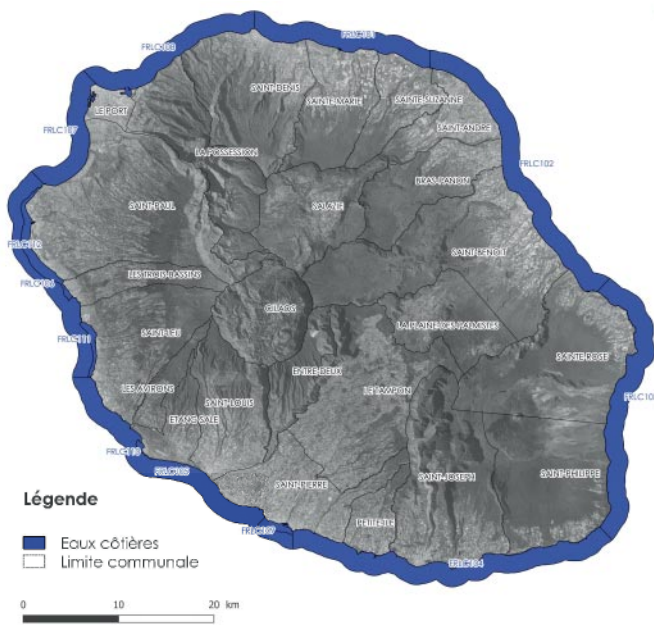 FRLC101
FRLC108
SAINT-DENIS
SAINTE-MARIE
SAINTE-SUZANNE
LE PORT
SAINT-ANDRE
LA POSSESSION
FRLC102
BRAS-PANON
SAINT-PAUL
SALAZIE
FRLC112
SAINT-BENOIT
LES TROIS-BASSINS
FRLC106
CILAOS
LA PLAINE-DES-PALMISTES
SAINT-LEU
FRLC111
SAINTE-ROSE
ENTRE-DEUX
LES AVIRONS
LE TAMPON
SAINT-LOUIS
ETANG-SALE
FRLC110
FRLC105
SAINT-JOSEPH
SAINT-PHILIPPE
SAINT-PIERRE
Légende
PETITE-ILE
Eaux côtières
Limite communale
FRLC104
0 10 20 km